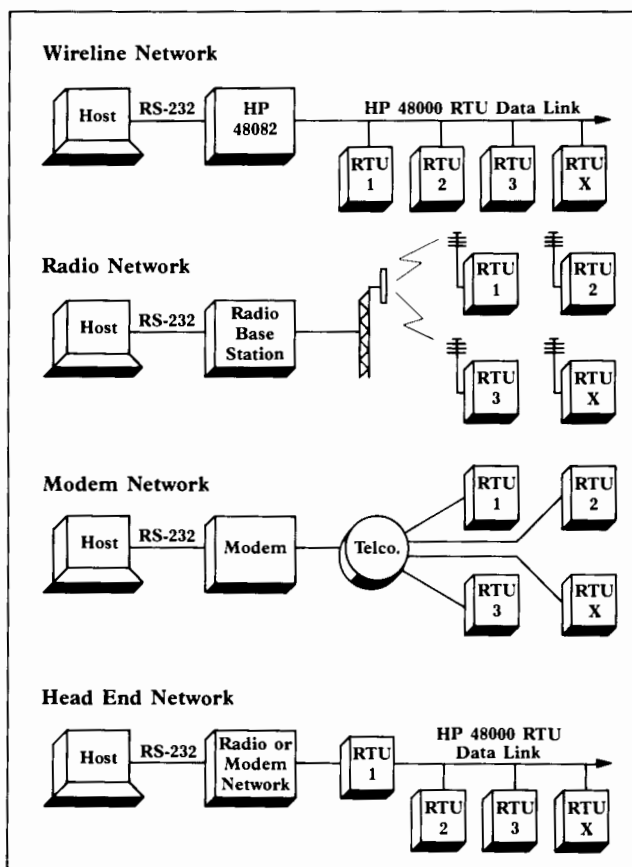 Wireline Network
Host
RS-232
HP
48082
HP 48000 RTU Data Link
RTU
1
RTU
2
RTU
3
RTU
X
Radio Network
Host
RS-232
Radio
Base
Station
RTU
1
RTU
2
RTU
3
RTU
X
Modem Network
Host
RS-232
Modem
Telco.
RTU
1
RTU
2
RTU
3
RTU
X
Head End Network
Host
RS-232
Radio or
Modem
Network
RTU
1
HP 48000 RTU
Data Link
RTU
2
RTU
3
RTU
X